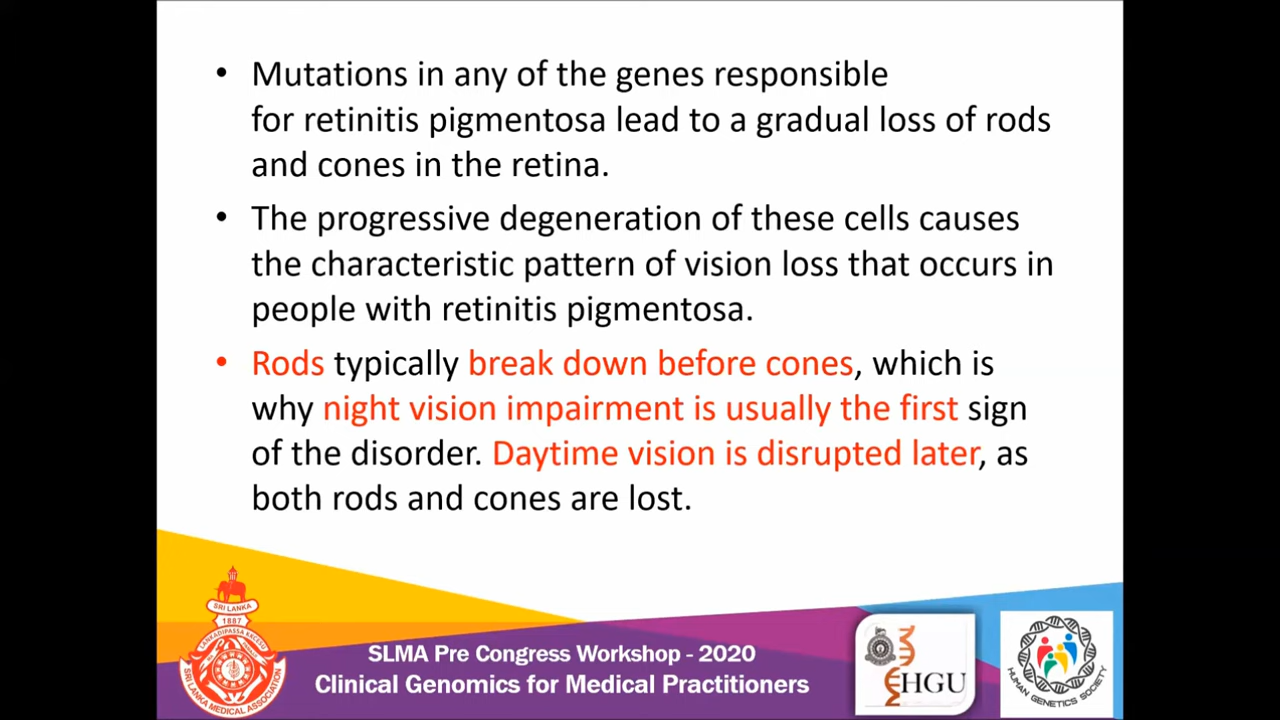 • Mutations in any of the genes responsible
for retinitis pigmentosa lead to a gradual loss of rods
and cones in the retina.
• The progressive degeneration of these cells causes
the characteristic pattern of vision loss that occurs in
people with retinitis pigmentosa.
• Rods typically break down before cones, which is
why night vision impairment is usually the first sign
of the disorder. Daytime vision is disrupted later, as
both rods and cones are lost.
SRI LANKA
1887
LANKADIPASSA KICCESU
SRI LANKA MEDICAL ASSOCIATION
SLMA Pre Congress Workshop - 2020
Clinical Genomics for Medical Practitioners
HGU
HUMAN GENETICS SOCIETY